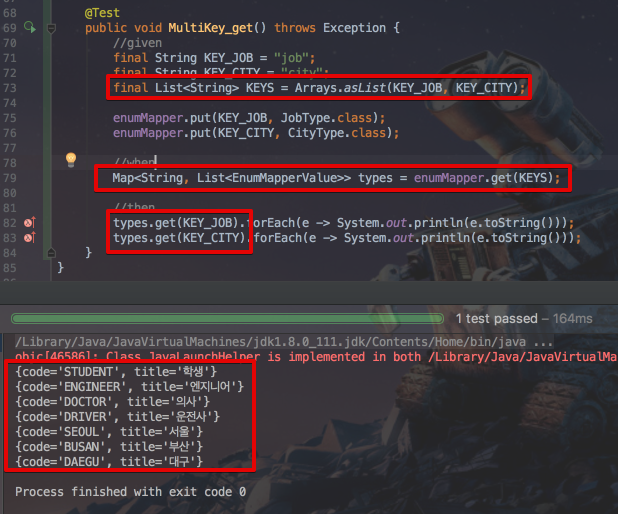 68 @Test
69 public void MultiKey_get() throws Exception {
70 //given
71 final String KEY_JOB = "job";
72 final String KEY_CITY = "city";
73 final List<String> KEYS = Arrays.asList(KEY_JOB, KEY_CITY);
74
75 enumMapper.put(KEY_JOB, JobType.class);
76 enumMapper.put(KEY_CITY, CityType.class);
77
78 //when
79 Map<String, List<EnumMapperValue>> types = enumMapper.get(KEYS);
80
81 //then
82 types.get(KEY_JOB).forEach(e -> System.out.println(e.toString()));
83 types.get(KEY_CITY).forEach(e -> System.out.println(e.toString()));
84 }
85 }
86
1 test passed – 164ms
/Library/Java/JavaVirtualMachines/jdk1.8.0_111.jdk/Contents/Home/bin/java ...
objc[46586]: Class JavaLaunchHelper is implemented in both /Library/Java/JavaVirtualMa
{code='STUDENT', title='학생'}
{code='ENGINEER', title='엔지니어'}
{code='DOCTOR', title='의사'}
{code='DRIVER', title='운전사'}
{code='SEOUL', title='서울'}
{code='BUSAN', title='부산'}
{code='DAEGU', title='대구'}
Process finished with exit code 0